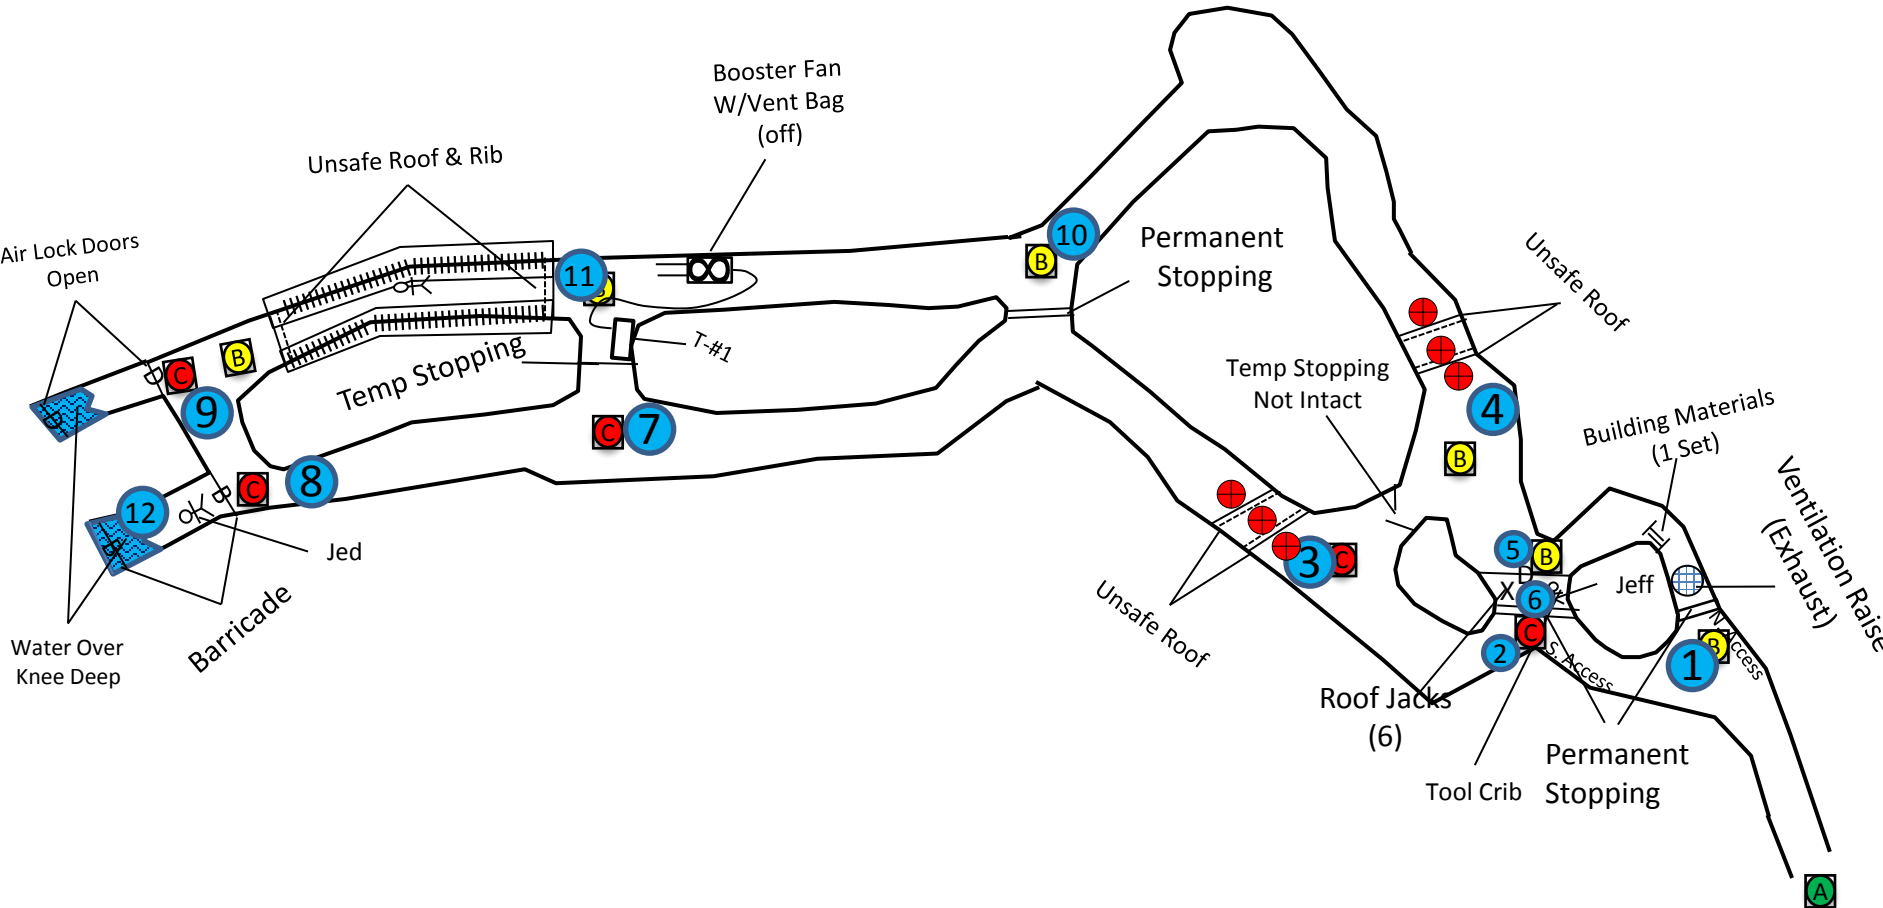 Booster Fan
W/Vent Bag
(off)
Unsafe Roof & Rib
Air Lock Doors
Open
10
B
Permanent
Stopping
Unsafe Roof
11
T-#1
Temp Stopping
D
C
B
9
D
Temp Stopping
Not Intact
4
B
Building Materials
(1 Set)
Ventilation Raise
(Exhaust)
C
7
C
8
B
12
B
Jed
3
C
5
B
D
X
6
Jeff
C
2
S. Access
N. Access
B
1
Unsafe Roof
Barricade
Water Over
Knee Deep
Roof Jacks
(6)
Tool Crib
Permanent
Stopping
A